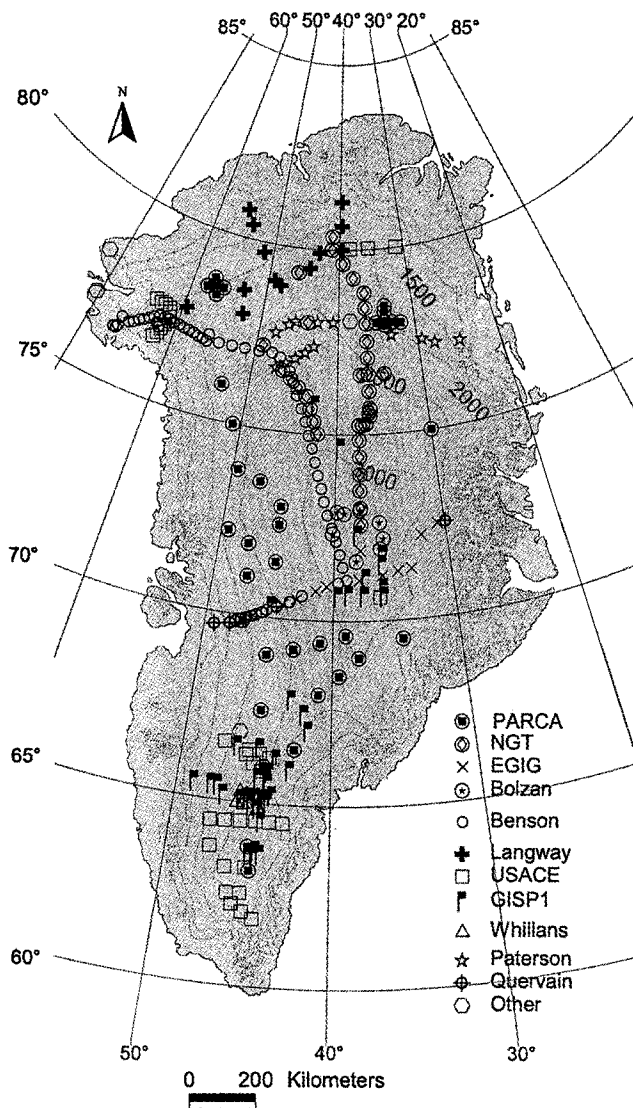 60° 50° 40° 30° 20°
85° 85°
80°
N
1500
75°
2000
70°
PARCA
NGT
EGIG
Bolzan
Benson
65°
Langway
USACE
GISP1
Whillans
60°
Paterson
Quervain
Other
50° 40° 30°
0 200 Kilometers